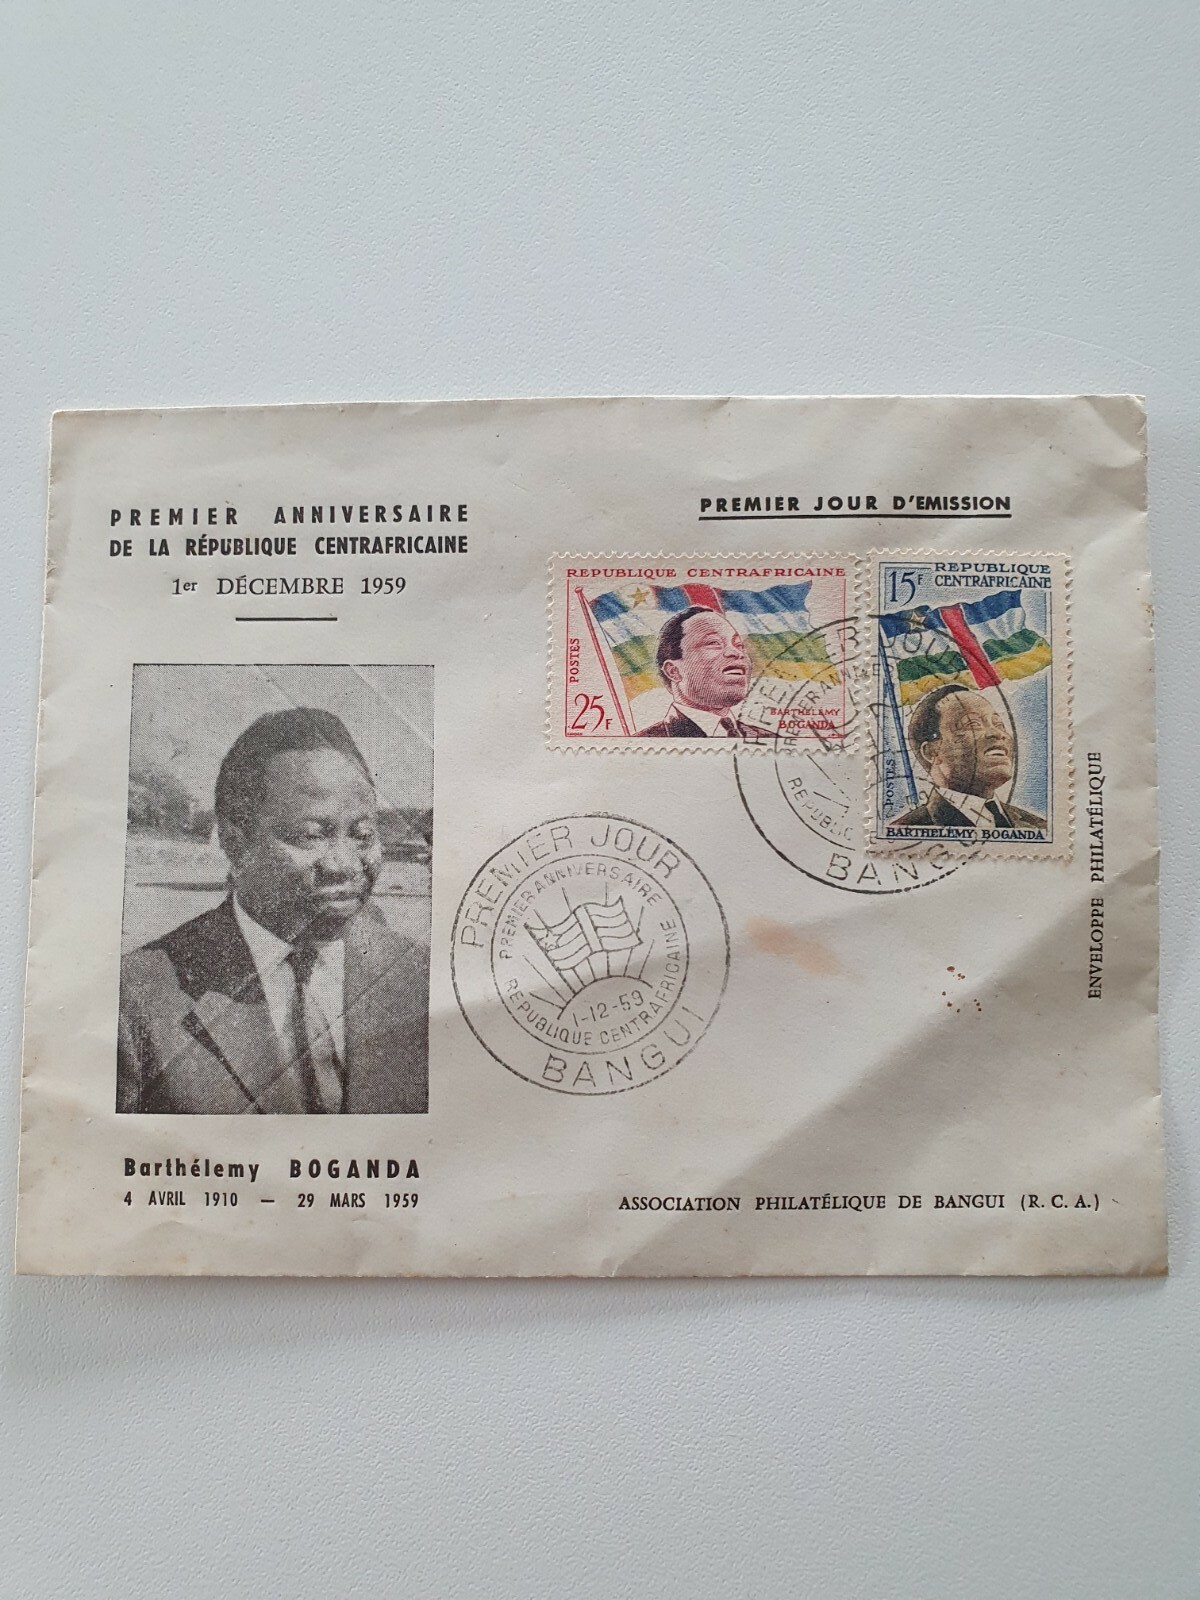 PREMIER ANNIVERSAIRE
DE LA RÉPUBLIQUE CENTRAFRICAINE
1er DÉCEMBRE 1959
PREMIER JOUR D'EMISSION
REPUBLIQUE CENTRAFRICAINE
POSTES
25F
BARTHÉLEMY
BOGANDA
15F
REPUBLIQUE
CENTRAFRICAINE
POSTES
BARTHÉLEMY BOGANDA
BANGUI
PREMIER JOUR
PREMIER ANNIVERSAIRE
1-12-59
REPUBLIQUE CENTRAFRICAINE
BANGUI
ENVELOPPE PHILATÉLIQUE
Barthélemy BOGANDA
4 AVRIL 1910 — 29 MARS 1959
ASSOCIATION PHILATÉLIQUE DE BANGUI (R. C. A.)